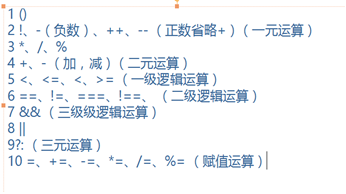 1 ()
2 !、-（负数）、++、--（正数省略+）（一元运算）
3 *、/、%
4 +、-（加，减）（二元运算）
5 <、<=、<、>=（一级逻辑运算）
6 ==、!=、===、!==、（二级逻辑运算）
7 &&（三级级逻辑运算）
8 ||
9?:（三元运算）
10 =、+=、-=、*=、/=、%=（赋值运算）